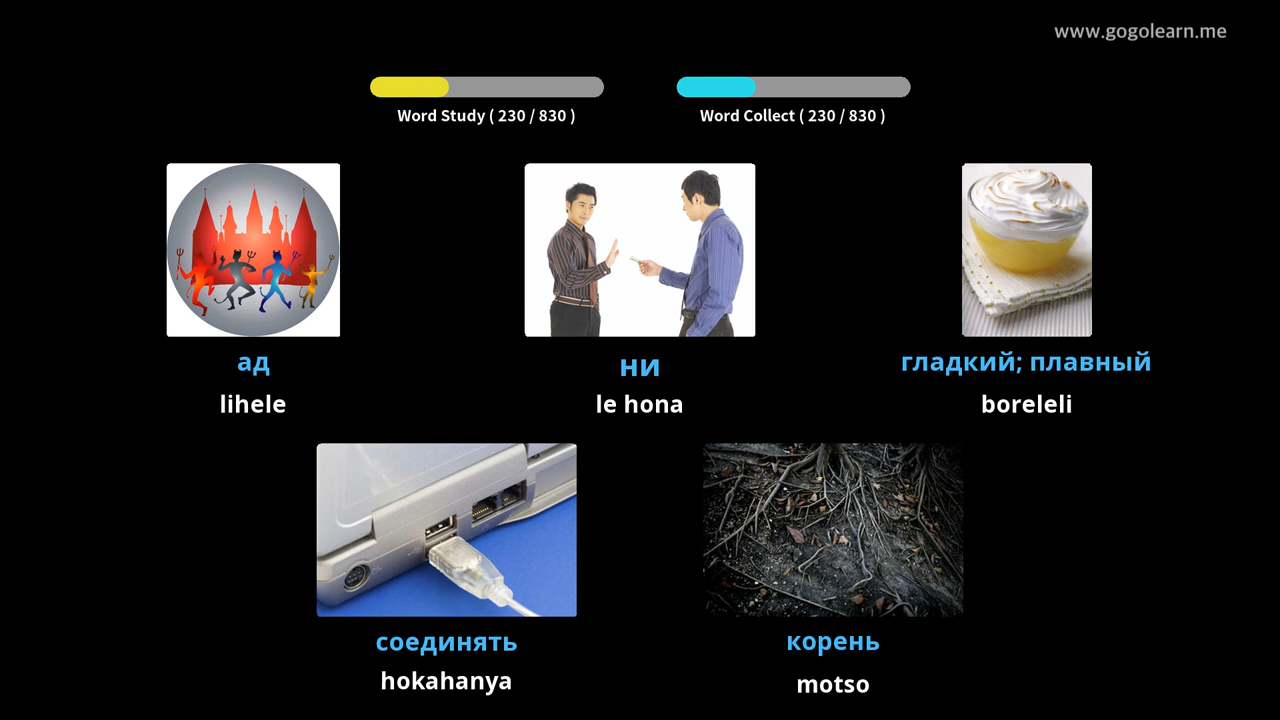 www.gogolearn.me
Word Study ( 230 / 830 )
Word Collect ( 230 / 830 )
ад
ни
гладкий; плавный
lihele
le hona
boreleli
соединять
корень
hokahanya
motso